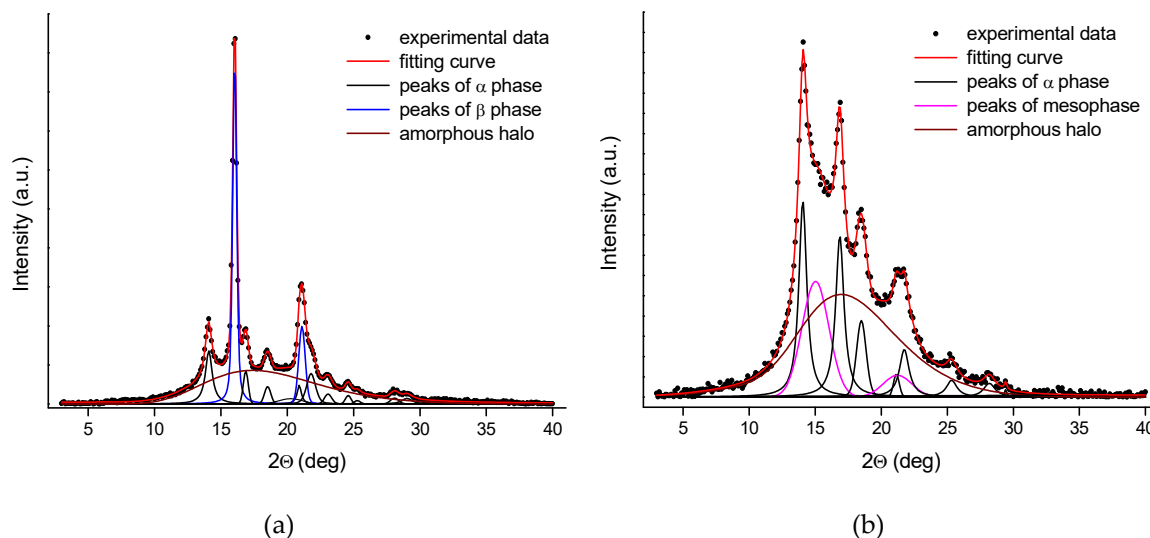 experimental data
fitting curve
peaks of α phase
peaks of β phase
amorphous halo
Intensity (a.u.)
5 10 15 20 25 30 35 40
2Θ (deg)
(a)
experimental data
fitting curve
peaks of α phase
peaks of mesophase
amorphous halo
Intensity (a.u.)
5 10 15 20 25 30 35 40
2Θ (deg)
(b)